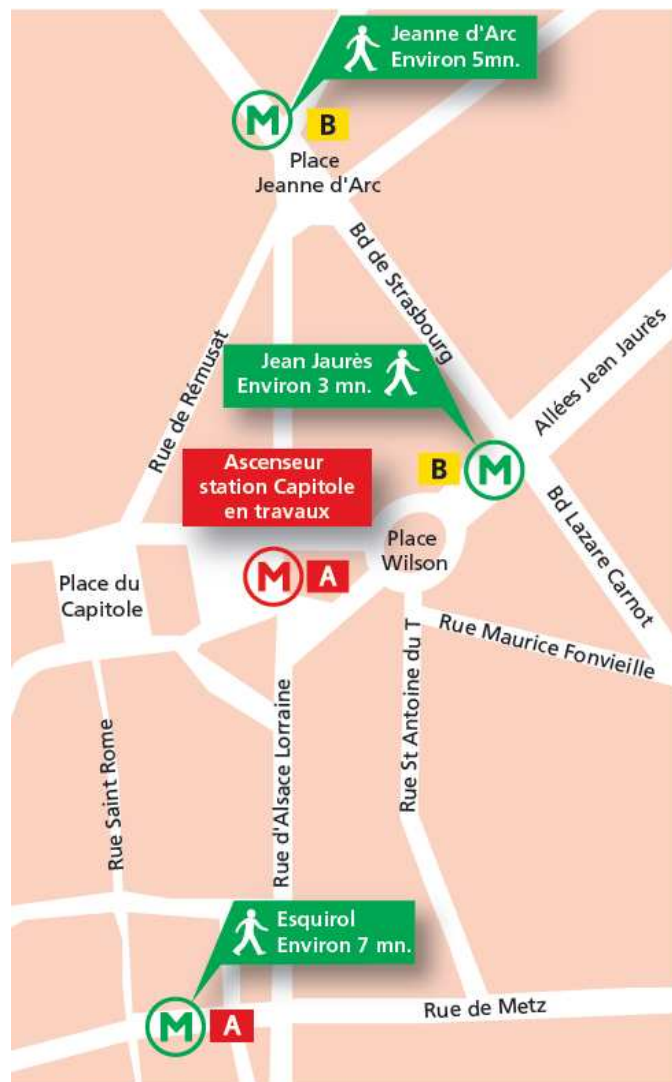 Jeanne d'Arc
Environ 5mn.
M
B
Place
Jeanne d'Arc
Bd de Strasbourg
Rue de Rémusat
Allées Jean Jaurès
Jean Jaurès
Environ 3 mn.
B
M
Ascenseur
station Capitole
en travaux
Place
Wilson
Bd Lazare Carnot
M
A
Place du
Capitole
Rue Maurice Fonvieille
Rue St Antoine du T
Rue d'Alsace Lorraine
Rue Saint Rome
Esquirol
Environ 7 mn.
M
A
Rue de Metz